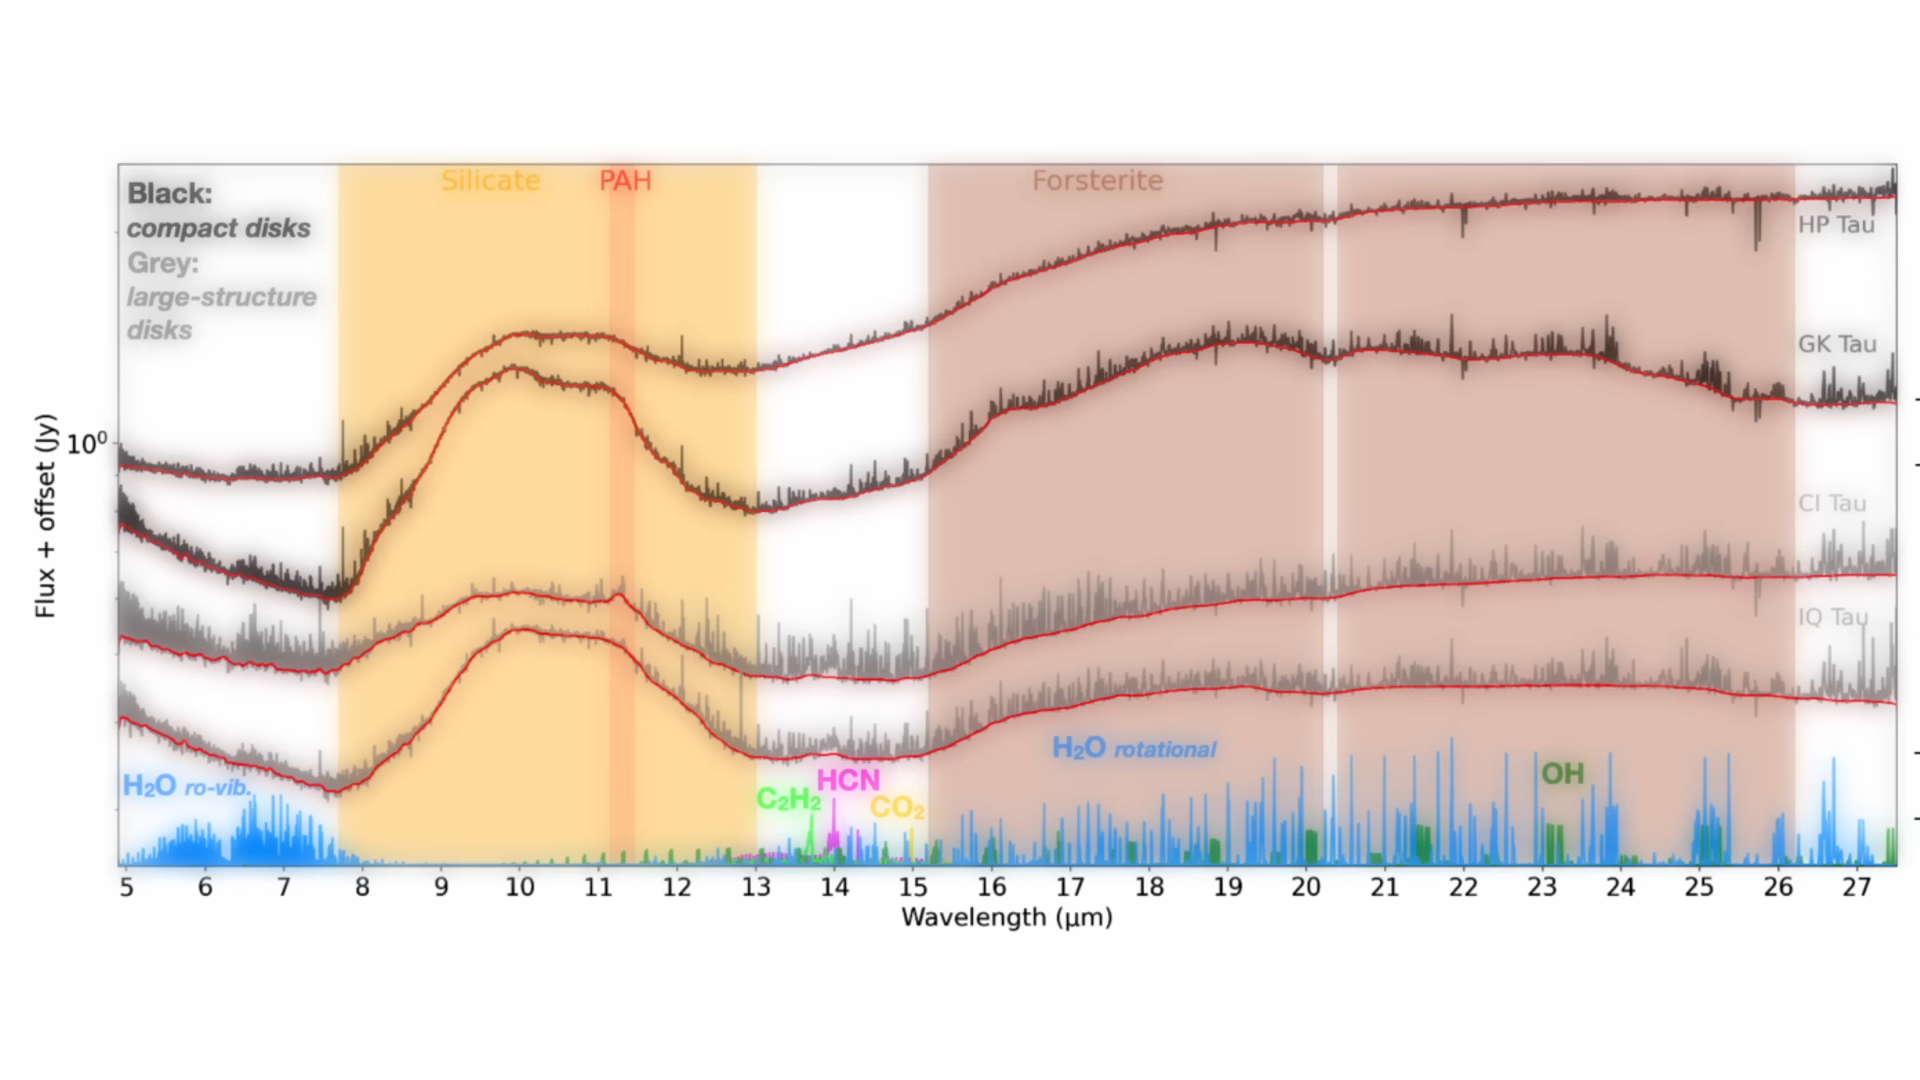 Silicate
PAH
Forsterite
Black:
compact disks
Grey:
large-structure
disks
HP Tau
GK Tau
CI Tau
IQ Tau
H₂O ro-vib.
C₂H₂
HCN
CO₂
H₂O rotational
OH
10⁰
Flux + offset (Jy)
5 6 7 8 9 10 11 12 13 14 15 16 17 18 19 20 21 22 23 24 25 26 27
Wavelength (μm)